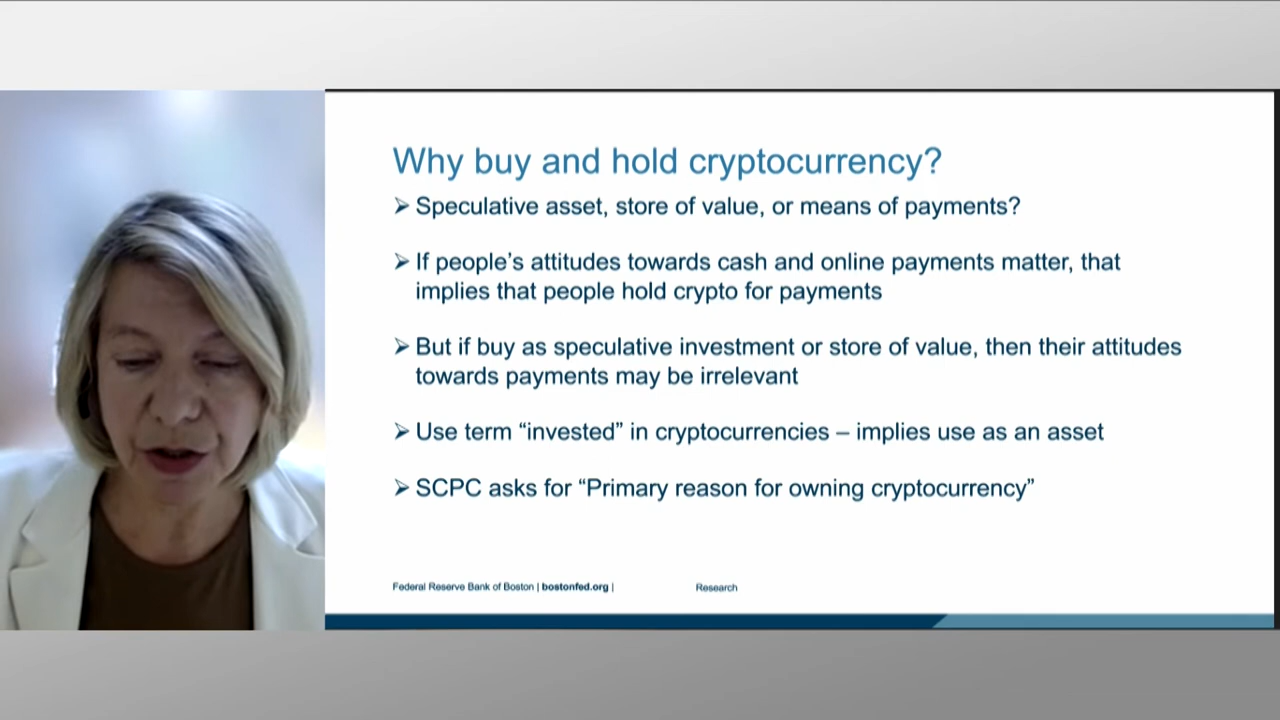 Why buy and hold cryptocurrency?
➢ Speculative asset, store of value, or means of payments?
➢ If people’s attitudes towards cash and online payments matter, that
implies that people hold crypto for payments
➢ But if buy as speculative investment or store of value, then their attitudes
towards payments may be irrelevant
➢ Use term “invested” in cryptocurrencies – implies use as an asset
➢ SCPC asks for “Primary reason for owning cryptocurrency”
Federal Reserve Bank of Boston | bostonfed.org | Research